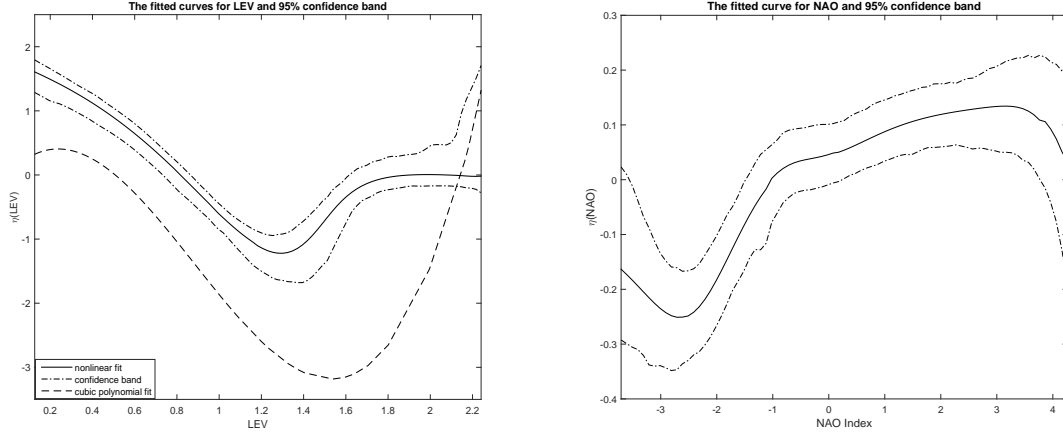 The fitted curves for LEV and 95% confidence band
2
1
0
-1
-2
-3
η(LEV)
nonlinear fit
confidence band
cubic polynomial fit
0.2 0.4 0.6 0.8 1 1.2 1.4 1.6 1.8 2 2.2
LEV
The fitted curve for NAO and 95% confidence band
0.3
0.2
0.1
0
-0.1
-0.2
-0.3
-0.4
η(NAO)
-3 -2 -1 0 1 2 3 4
NAO Index